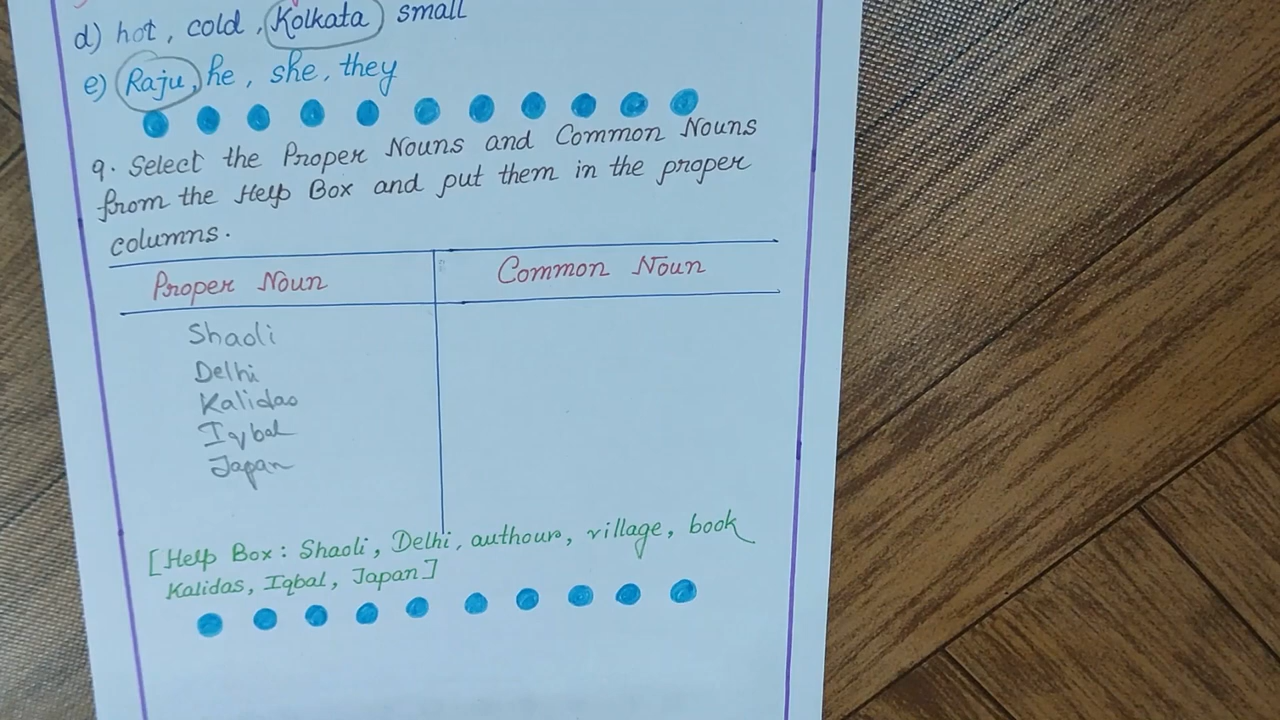 d) hot, cold, Kolkata small
e) Raju, he, she, they
9. Select the Proper Nouns and Common Nouns
from the Help Box and put them in the proper
columns.
Proper Noun Common Noun
Shaoli
Delhi
Kalidas
Iqbal
Japan
[Help Box: Shaoli, Delhi, authour, village, book
Kalidas, Iqbal, Japan]